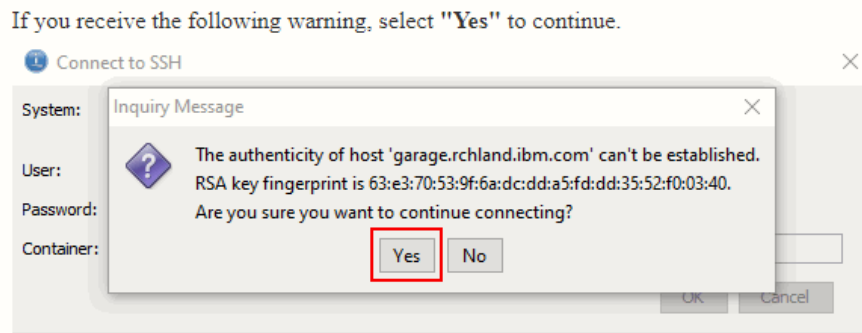 If you receive the following warning, select "Yes" to continue.
Connect to SSH
System:
Inquiry Message
The authenticity of host 'garage.rchland.ibm.com' can't be established.
User:
RSA key fingerprint is 63:e3:70:53:9f:6a:dc:dd:a5:fd:dd:35:52:f0:03:40.
Password:
Are you sure you want to continue connecting?
Container:
Yes No
OK Cancel